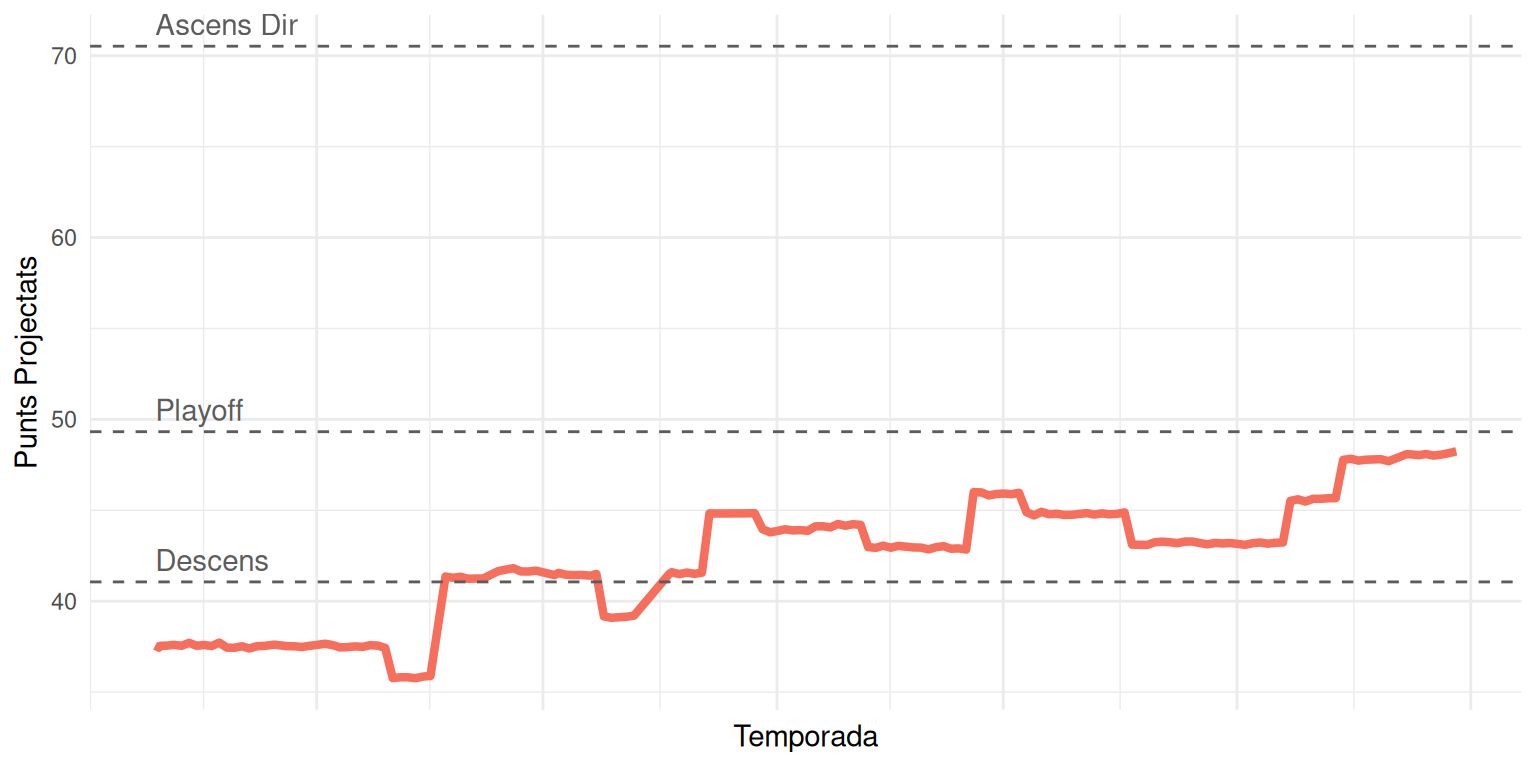 Ascens Dir
70
60
Punts Projectats
Playoff
50
Descens
40
Temporada